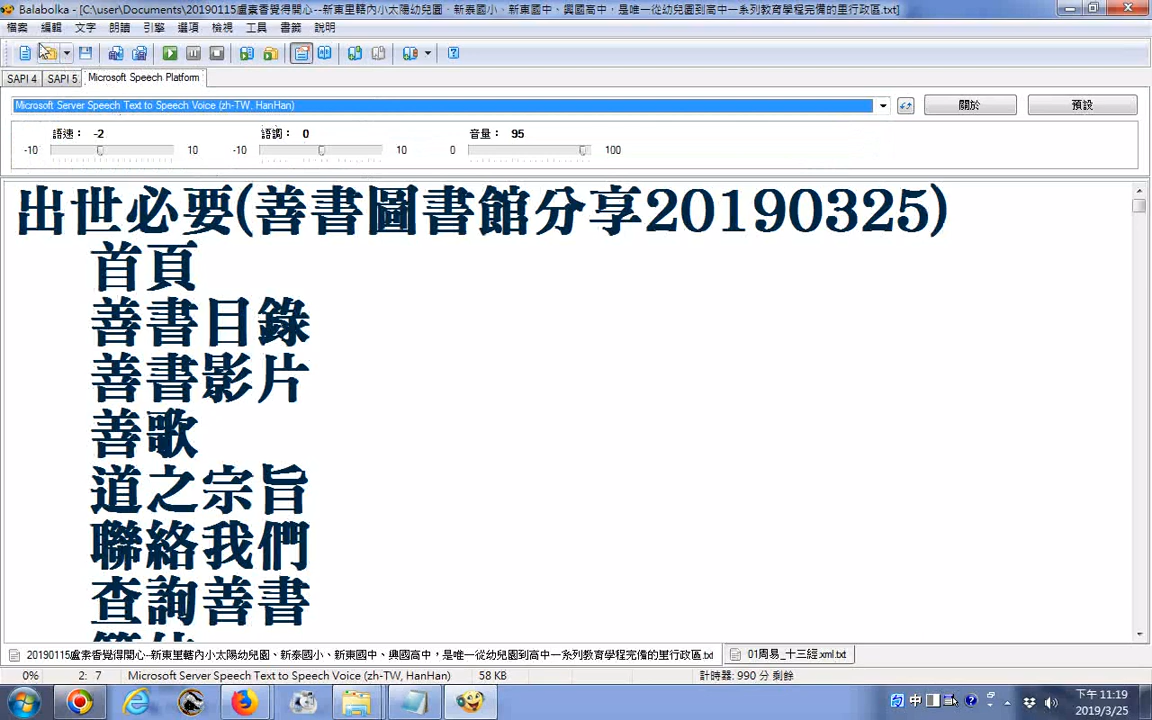 Balabolka - [C:\user\Documents\20190115盧素香覺得開心--新東里轄內小太陽幼兒園、新泰國小、新東國中、興國高中，是唯一從幼兒園到高中一系列教育學程完備的里行政區.txt]
檔案 編輯 文字 朗讀 引擎 選項 檢視 工具 書籤 說明
SAPI 4 SAPI 5 Microsoft Speech Platform
Microsoft Server Speech Text to Speech Voice (zh-TW, HanHan) 關於 預設
語速： -2 語調： 0 音量： 95
-10 10 -10 10 0 100
出世必要(善書圖書館分享20190325)
首頁
善書目錄
善書影片
善歌
道之宗旨
聯絡我們
查詢善書
20190115盧素香覺得開心--新東里轄內小太陽幼兒園、新泰國小、新東國中、興國高中，是唯一從幼兒園到高中一系列教育學程完備的里行政區.txt 01周易_十三經.xml.txt
0% 2: 7 Microsoft Server Speech Text to Speech Voice (zh-TW, HanHan) 58 KB 計時器: 990 分 剩餘
中 下午 11:19
2019/3/25